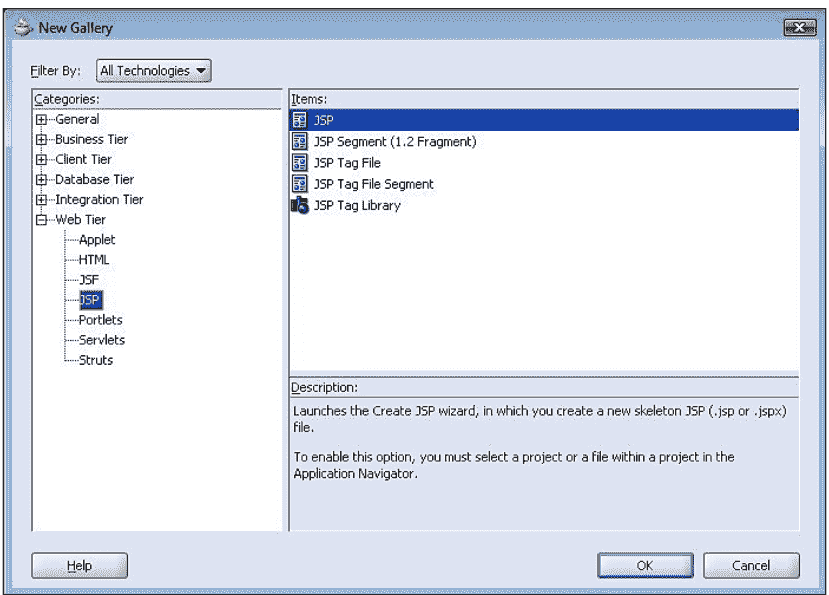 New Gallery
Filter By: All Technologies
Categories:
General
Business Tier
Client Tier
Database Tier
Integration Tier
Web Tier
Applet
HTML
JSF
JSP
Portlets
Servlets
Struts
Items:
JSP
JSP Segment (1.2 Fragment)
JSP Tag File
JSP Tag File Segment
JSP Tag Library
Description:
Launches the Create JSP wizard, in which you create a new skeleton JSP (.jsp or .jspx)
file.
To enable this option, you must select a project or a file within a project in the
Application Navigator.
Help
OK
Cancel